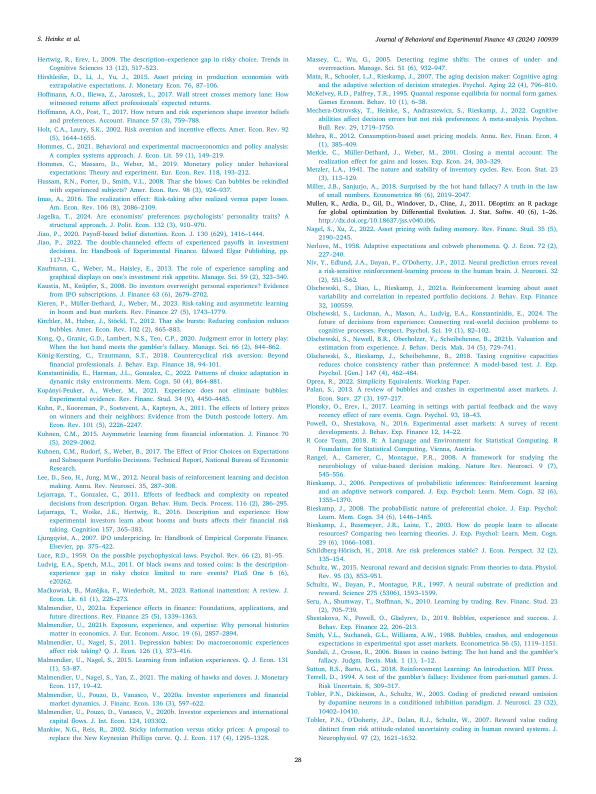 S. Heinke et al.
Journal of Behavioral and Experimental Finance 43 (2024) 100939
Hertwig, R., Erev, I., 2009. The description–experience gap in risky choice. Trends in
Cognitive Sciences 13 (12), 517–523.
Hirshleifer, D., Li, J., Yu, J., 2015. Asset pricing in production economies with
extrapolative expectations. J. Monetary Econ. 76, 87–106.
Hoffmann, A.O., Iliewa, Z., Jaroszek, L., 2017. Wall street crosses memory lane: How
witnessed returns affect professionals' expected returns.
Hoffmann, A.O., Post, T., 2017. How return and risk experiences shape investor beliefs
and preferences. Account. Finance 57 (3), 759–788.
Holt, C.A., Laury, S.K., 2002. Risk aversion and incentive effects. Amer. Econ. Rev. 92
(5), 1644–1655.
Hommes, C., 2021. Behavioral and experimental macroeconomics and policy analysis:
A complex systems approach. J. Econ. Lit. 59 (1), 149–219.
Hommes, C., Massaro, D., Weber, M., 2019. Monetary policy under behavioral
expectations: Theory and experiment. Eur. Econ. Rev. 118, 193–212.
Hussam, R.N., Porter, D., Smith, V.L., 2008. Thar she blows: Can bubbles be rekindled
with experienced subjects? Amer. Econ. Rev. 98 (3), 924–937.
Imas, A., 2016. The realization effect: Risk-taking after realized versus paper losses.
Am. Econ. Rev. 106 (8), 2086–2109.
Jagelka, T., 2024. Are economists' preferences psychologists' personality traits? A
structural approach. J. Polit. Econ. 132 (3), 910–970.
Jiao, P., 2020. Payoff-based belief distortion. Econ. J. 130 (629), 1416–1444.
Jiao, P., 2022. The double-channeled effects of experienced payoffs in investment
decisions. In: Handbook of Experimental Finance. Edward Elgar Publishing, pp.
117–131.
Kaufmann, C., Weber, M., Haisley, E., 2013. The role of experience sampling and
graphical displays on one's investment risk appetite. Manag. Sci. 59 (2), 323–340.
Kaustia, M., Knüpfer, S., 2008. Do investors overweight personal experience? Evidence
from IPO subscriptions. J. Finance 63 (6), 2679–2702.
Kieren, P., Müller-Dethard, J., Weber, M., 2023. Risk-taking and asymmetric learning
in boom and bust markets. Rev. Finance 27 (5), 1743–1779.
Kirchler, M., Huber, J., Stöckl, T., 2012. Thar she bursts: Reducing confusion reduces
bubbles. Amer. Econ. Rev. 102 (2), 865–883.
Kong, Q., Granic, G.D., Lambert, N.S., Teo, C.P., 2020. Judgment error in lottery play:
When the hot hand meets the gambler's fallacy. Manage. Sci. 66 (2), 844–862.
König-Kersting, C., Trautmann, S.T., 2018. Countercyclical risk aversion: Beyond
financial professionals. J. Behav. Exp. Finance 18, 94–101.
Konstantinidis, E., Harman, J.L., Gonzalez, C., 2022. Patterns of choice adaptation in
dynamic risky environments. Mem. Cogn. 50 (4), 864–881.
Kopányi-Peuker, A., Weber, M., 2021. Experience does not eliminate bubbles:
Experimental evidence. Rev. Financ. Stud. 34 (9), 4450–4485.
Kuhn, P., Kooreman, P., Soetevent, A., Kapteyn, A., 2011. The effects of lottery prizes
on winners and their neighbors: Evidence from the Dutch postcode lottery. Am.
Econ. Rev. 101 (5), 2226–2247.
Kuhnen, C.M., 2015. Asymmetric learning from financial information. J. Finance 70
(5), 2029–2062.
Kuhnen, C.M., Rudorf, S., Weber, B., 2017. The Effect of Prior Choices on Expectations
and Subsequent Portfolio Decisions. Technical Report, National Bureau of Economic
Research.
Lee, D., Seo, H., Jung, M.W., 2012. Neural basis of reinforcement learning and decision
making. Annu. Rev. Neurosci. 35, 287–308.
Lejarraga, T., Gonzalez, C., 2011. Effects of feedback and complexity on repeated
decisions from description. Organ. Behav. Hum. Decis. Process. 116 (2), 286–295.
Lejarraga, T., Woike, J.K., Hertwig, R., 2016. Description and experience: How
experimental investors learn about booms and busts affects their financial risk
taking. Cognition 157, 365–383.
Ljungqvist, A., 2007. IPO underpricing. In: Handbook of Empirical Corporate Finance.
Elsevier, pp. 375–422.
Luce, R.D., 1959. On the possible psychophysical laws. Psychol. Rev. 66 (2), 81–95.
Ludvig, E.A., Spetch, M.L., 2011. Of black swans and tossed coins: Is the description-
experience gap in risky choice limited to rare events? PLoS One 6 (6),
e20262.
Maćkowiak, B., Matějka, F., Wiederholt, M., 2023. Rational inattention: A review. J.
Econ. Lit. 61 (1), 226–273.
Malmendier, U., 2021a. Experience effects in finance: Foundations, applications, and
future directions. Rev. Finance 25 (5), 1339–1363.
Malmendier, U., 2021b. Exposure, experience, and expertise: Why personal histories
matter in economics. J. Eur. Econom. Assoc. 19 (6), 2857–2894.
Malmendier, U., Nagel, S., 2011. Depression babies: Do macroeconomic experiences
affect risk taking? Q. J. Econ. 126 (1), 373–416.
Malmendier, U., Nagel, S., 2015. Learning from inflation experiences. Q. J. Econ. 131
(1), 53–87.
Malmendier, U., Nagel, S., Yan, Z., 2021. The making of hawks and doves. J. Monetary
Econ. 117, 19–42.
Malmendier, U., Pouzo, D., Vanasco, V., 2020a. Investor experiences and financial
market dynamics. J. Financ. Econ. 136 (3), 597–622.
Malmendier, U., Pouzo, D., Vanasco, V., 2020b. Investor experiences and international
capital flows. J. Int. Econ. 124, 103302.
Mankiw, N.G., Reis, R., 2002. Sticky information versus sticky prices: A proposal to
replace the New Keynesian Phillips curve. Q. J. Econ. 117 (4), 1295–1328.
Massey, C., Wu, G., 2005. Detecting regime shifts: The causes of under- and
overreaction. Manage. Sci. 51 (6), 932–947.
Mata, R., Schooler, L.J., Rieskamp, J., 2007. The aging decision maker: Cognitive aging
and the adaptive selection of decision strategies. Psychol. Aging 22 (4), 796–810.
McKelvey, R.D., Palfrey, T.R., 1995. Quantal response equilibria for normal form games.
Games Econom. Behav. 10 (1), 6–38.
Mechera-Ostrovsky, T., Heinke, S., Andraszewicz, S., Rieskamp, J., 2022. Cognitive
abilities affect decision errors but not risk preferences: A meta-analysis. Psychon.
Bull. Rev. 29, 1719–1750.
Mehra, R., 2012. Consumption-based asset pricing models. Annu. Rev. Finan. Econ. 4
(1), 385–409.
Merkle, C., Müller-Dethard, J., Weber, M., 2001. Closing a mental account: The
realization effect for gains and losses. Exp. Econ. 24, 303–329.
Metzler, L.A., 1941. The nature and stability of inventory cycles. Rev. Econ. Stat. 23
(3), 113–129.
Miller, J.B., Sanjurjo, A., 2018. Surprised by the hot hand fallacy? A truth in the law
of small numbers. Econometrica 86 (6), 2019–2047.
Mullen, K., Ardia, D., Gil, D., Windover, D., Cline, J., 2011. DEoptim: an R package
for global optimization by Differential Evolution. J. Stat. Softw. 40 (6), 1–26.
http://dx.doi.org/10.18637/jss.v040.i06.
Nagel, S., Xu, Z., 2022. Asset pricing with fading memory. Rev. Financ. Stud. 35 (5),
2190–2245.
Nerlove, M., 1958. Adaptive expectations and cobweb phenomena. Q. J. Econ. 72 (2),
227–240.
Niv, Y., Edlund, J.A., Dayan, P., O'Doherty, J.P., 2012. Neural prediction errors reveal
a risk-sensitive reinforcement-learning process in the human brain. J. Neurosci. 32
(2), 551–562.
Olschewski, S., Diao, L., Rieskamp, J., 2021a. Reinforcement learning about asset
variability and correlation in repeated portfolio decisions. J. Behav. Exp. Finance
32, 100559.
Olschewski, S., Luckman, A., Mason, A., Ludvig, E.A., Konstantinidis, E., 2024. The
future of decisions from experience: Connecting real-world decision problems to
cognitive processes. Perspect. Psychol. Sci. 19 (1), 82–102.
Olschewski, S., Newell, B.R., Oberholzer, Y., Scheibehenne, B., 2021b. Valuation and
estimation from experience. J. Behav. Decis. Mak. 34 (5), 729–741.
Olschewski, S., Rieskamp, J., Scheibehenne, B., 2018. Taxing cognitive capacities
reduces choice consistency rather than preference: A model-based test. J. Exp.
Psychol. [Gen.] 147 (4), 462–484.
Oprea, R., 2022. Simplicity Equivalents. Working Paper.
Palan, S., 2013. A review of bubbles and crashes in experimental asset markets. J.
Econ. Surv. 27 (3), 197–217.
Plonsky, O., Erev, I., 2017. Learning in settings with partial feedback and the wavy
recency effect of rare events. Cogn. Psychol. 93, 18–43.
Powell, O., Shestakova, N., 2016. Experimental asset markets: A survey of recent
developments. J. Behav. Exp. Finance 12, 14–22.
R Core Team, 2018. R: A Language and Environment for Statistical Computing. R
Foundation for Statistical Computing, Vienna, Austria.
Rangel, A., Camerer, C., Montague, P.R., 2008. A framework for studying the
neurobiology of value-based decision making. Nature Rev. Neurosci. 9 (7),
545–556.
Rieskamp, J., 2006. Perspectives of probabilistic inferences: Reinforcement learning
and an adaptive network compared. J. Exp. Psychol: Learn Mem. Cogn. 32 (6),
1355–1370.
Rieskamp, J., 2008. The probabilistic nature of preferential choice. J. Exp. Psychol:
Learn. Mem. Cogn. 34 (6), 1446–1465.
Rieskamp, J., Busemeyer, J.R., Laine, T., 2003. How do people learn to allocate
resources? Comparing two learning theories. J. Exp. Psychol: Learn. Mem. Cogn.
29 (6), 1066–1081.
Schildberg-Hörisch, H., 2018. Are risk preferences stable? J. Econ. Perspect. 32 (2),
135–154.
Schultz, W., 2015. Neuronal reward and decision signals: From theories to data. Physiol.
Rev. 95 (3), 853–951.
Schultz, W., Dayan, P., Montague, P.R., 1997. A neural substrate of prediction and
reward. Science 275 (5306), 1593–1599.
Seru, A., Shumway, T., Stoffman, N., 2010. Learning by trading. Rev. Financ. Stud. 23
(2), 705–739.
Shestakova, N., Powell, O., Gladyrev, D., 2019. Bubbles, experience and success. J.
Behav. Exp. Finance 22, 206–213.
Smith, V.L., Suchanek, G.L., Williams, A.W., 1988. Bubbles, crashes, and endogenous
expectations in experimental spot asset markets. Econometrica 56 (5), 1119–1151.
Sundali, J., Croson, R., 2006. Biases in casino betting: The hot hand and the gambler's
fallacy. Judgm. Decis. Mak. 1 (1), 1–12.
Sutton, R.S., Barto, A.G., 2018. Reinforcement Learning: An Introduction. MIT Press.
Terrell, D., 1994. A test of the gambler's fallacy: Evidence from pari-mutuel games. J.
Risk Uncertain. 8, 309–317.
Tobler, P.N., Dickinson, A., Schultz, W., 2003. Coding of predicted reward omission
by dopamine neurons in a conditioned inhibition paradigm. J. Neurosci. 23 (32),
10402–10410.
Tobler, P.N., O'Doherty, J.P., Dolan, R.J., Schultz, W., 2007. Reward value coding
distinct from risk attitude-related uncertainty coding in human reward systems. J.
Neurophysiol. 97 (2), 1621–1632.
28